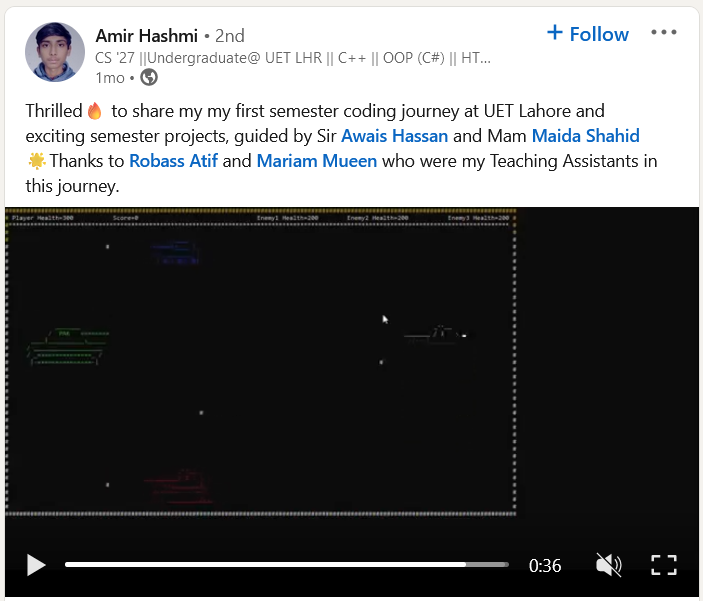 Amir Hashmi • 2nd
+ Follow
CS '27 ||Undergraduate@ UET LHR || C++ || OOP (C#) || HT...
1mo •
Thrilled🔥 to share my my first semester coding journey at UET Lahore and
exciting semester projects, guided by Sir Awais Hassan and Mam Maida Shahid
🌟Thanks to Robass Atif and Mariam Mueen who were my Teaching Assistants in
this journey.
Player Health=300 Score=0 Enemy1 Health=200 Enemy2 Health=200 Enemy3 Health=200
PAK
0:36